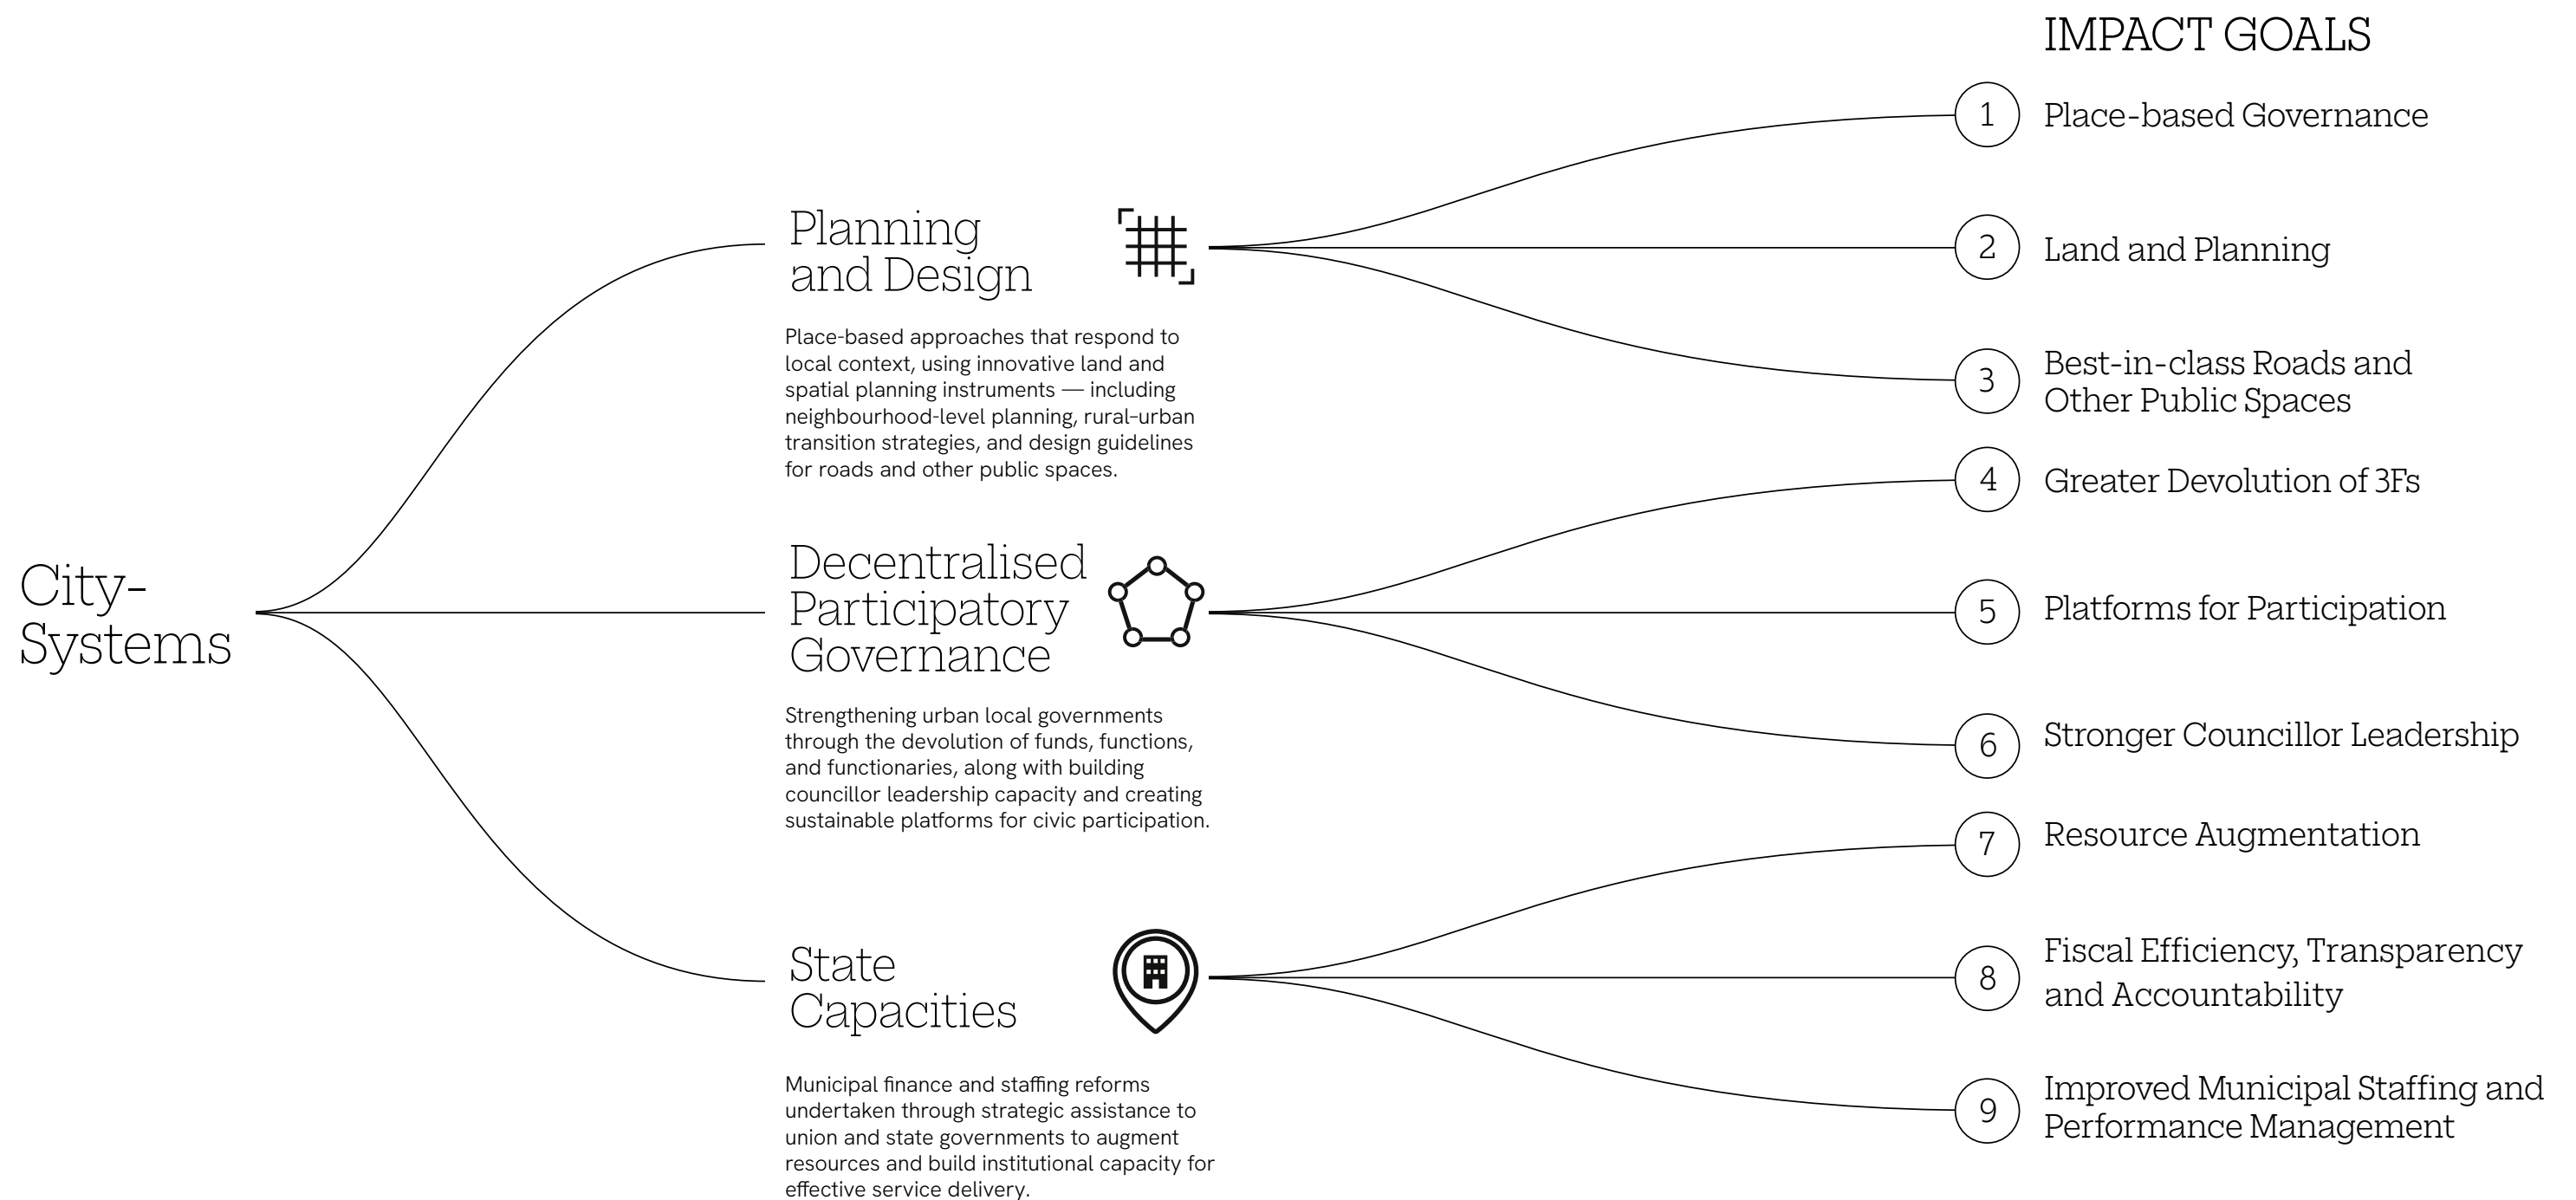 IMPACT GOALS
City-
Systems
Planning
and Design
Place-based approaches that respond to
local context, using innovative land and
spatial planning instruments — including
neighbourhood-level planning, rural–urban
transition strategies, and design guidelines
for roads and other public spaces.
1
Place-based Governance
2
Land and Planning
3
Best-in-class Roads and
Other Public Spaces
Decentralised
Participatory
Governance
Strengthening urban local governments
through the devolution of funds, functions,
and functionaries, along with building
councillor leadership capacity and creating
sustainable platforms for civic participation.
4
Greater Devolution of 3Fs
5
Platforms for Participation
6
Stronger Councillor Leadership
State
Capacities
Municipal finance and staffing reforms
undertaken through strategic assistance to
union and state governments to augment
resources and build institutional capacity for
effective service delivery.
7
Resource Augmentation
8
Fiscal Efficiency, Transparency
and Accountability
9
Improved Municipal Staffing and
Performance Management